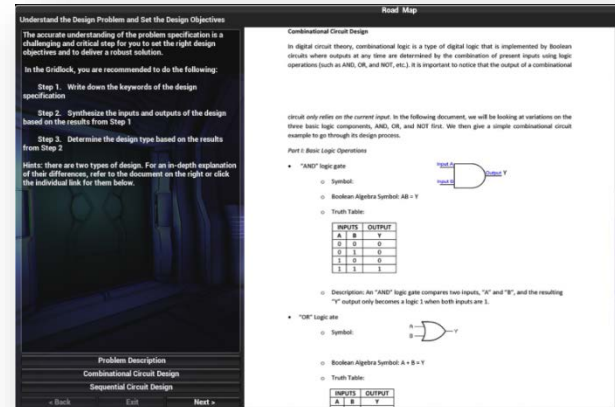 Road Map
Understand the Design Problem and Set the Design Objectives
The accurate understanding of the problem specification is a
challenging and critical step for you to set the right design
objectives and to deliver a robust solution.
In the Gridlock, you are recommended to do the following:
Step 1. Write down the keywords of the design
specification
Step 2. Synthesize the inputs and outputs of the design
based on the results from Step 1
Step 3. Determine the design type based on the results
from Step 2
Hints: there are two types of design. For an in-depth explanation
of their differences, refer to the document on the right or click
the individual link for them below.
Problem Description
Combinational Circuit Design
Sequential Circuit Design
« Back
Exit
Next »
Combinational Circuit Design
In digital circuit theory, combinational logic is a type of digital logic that is implemented by Boolean
circuits where outputs at any time are determined by the combination of present inputs using logic
operations (such as AND, OR, and NOT, etc.). It is important to notice that the output of a combinational
circuit only relies on the current input. In the following document, we will be looking at variations on the
three basic logic components, AND, OR, and NOT first. We then give a simple combinational circuit
example to go through its design process.
Part I: Basic Logic Operations
• "AND" logic gate
Input A
Output Y
o Symbol:
Input B
o Boolean Algebra Symbol: AB = Y
o Truth Table:
INPUTS OUTPUT
A B Y
0 0 0
0 1 0
1 0 0
1 1 1
o Description: An "AND" logic gate compares two inputs, "A" and "B", and the resulting
"Y" output only becomes a logic 1 when both inputs are 1.
• "OR" Logic ate
A
Y
o Symbol:
B
o Boolean Algebra Symbol: A + B = Y
o Truth Table:
INPUTS OUTPUT
A B Y